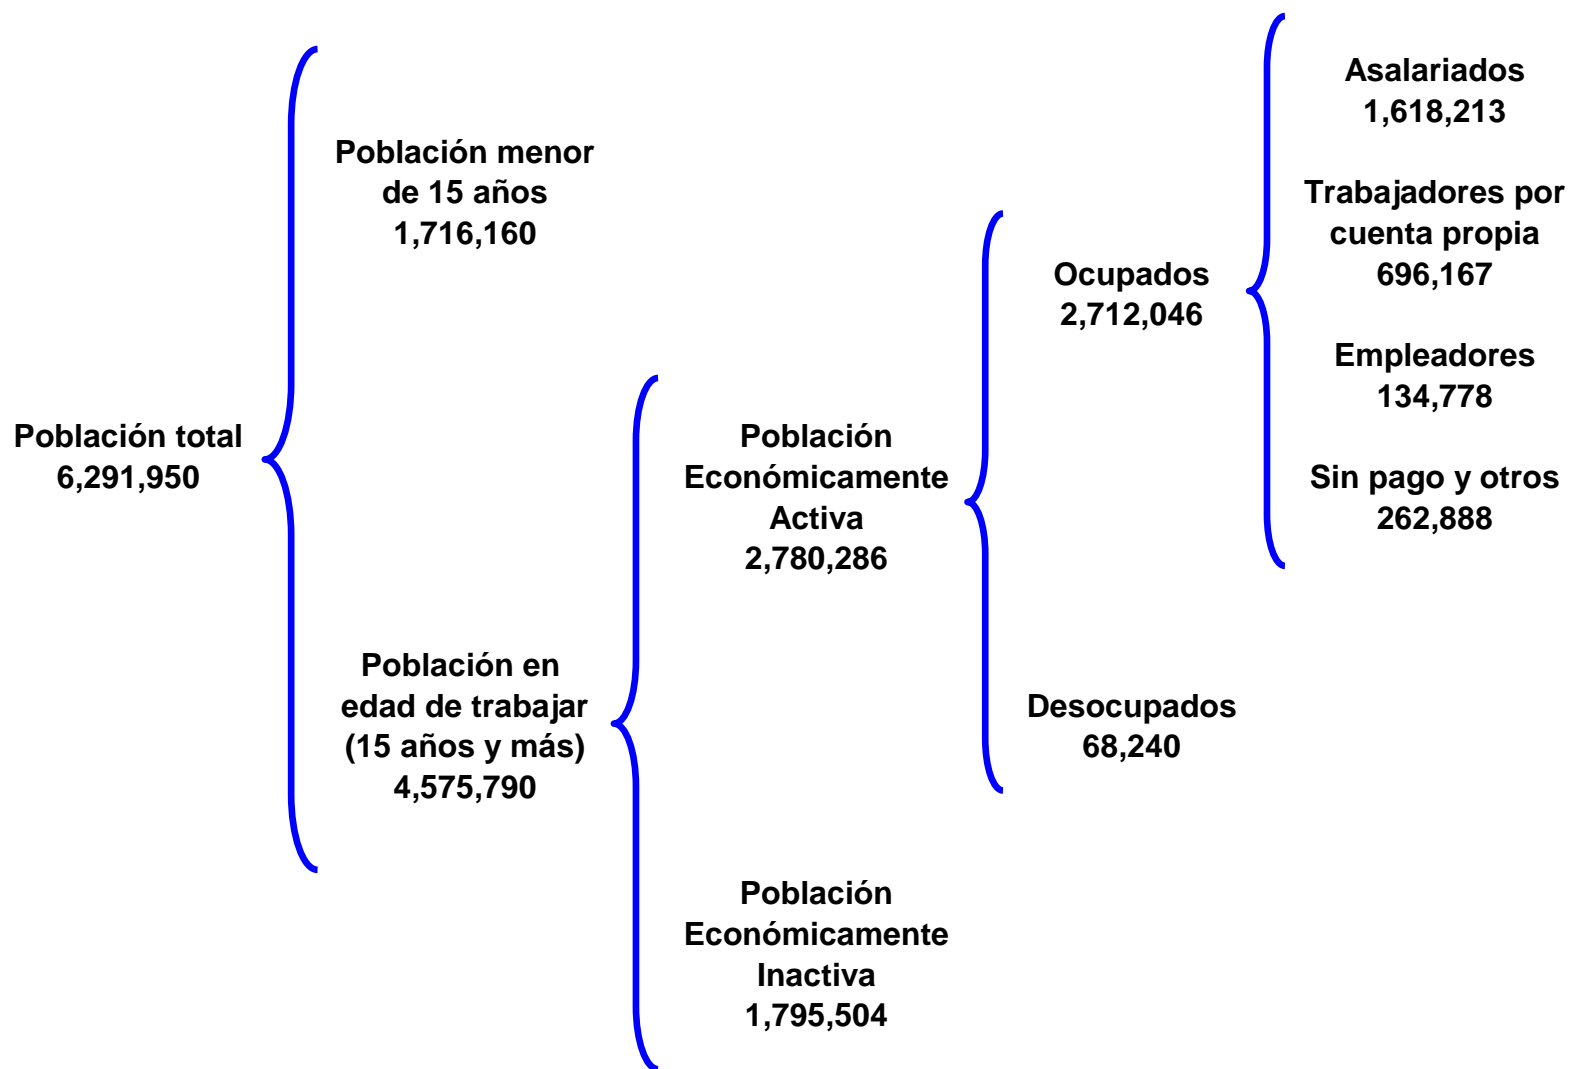 Población total
6,291,950
Población menor
de 15 años
1,716,160
Población en
edad de trabajar
(15 años y más)
4,575,790
Población
Económicamente
Activa
2,780,286
Población
Económicamente
Inactiva
1,795,504
Ocupados
2,712,046
Desocupados
68,240
Asalariados
1,618,213
Trabajadores por
cuenta propia
696,167
Empleadores
134,778
Sin pago y otros
262,888